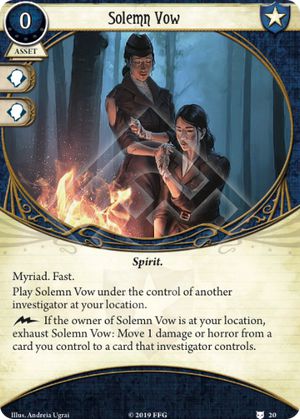 0
Solemn Vow
ASSET
Spirit.
Myriad. Fast.
Play Solemn Vow under the control of another
investigator at your location.
If the owner of Solemn Vow is at your location,
exhaust Solemn Vow: Move 1 damage or horror from a
card you control to a card that investigator controls.
Illus. Andreia Ugrai
© 2019 FFG
20